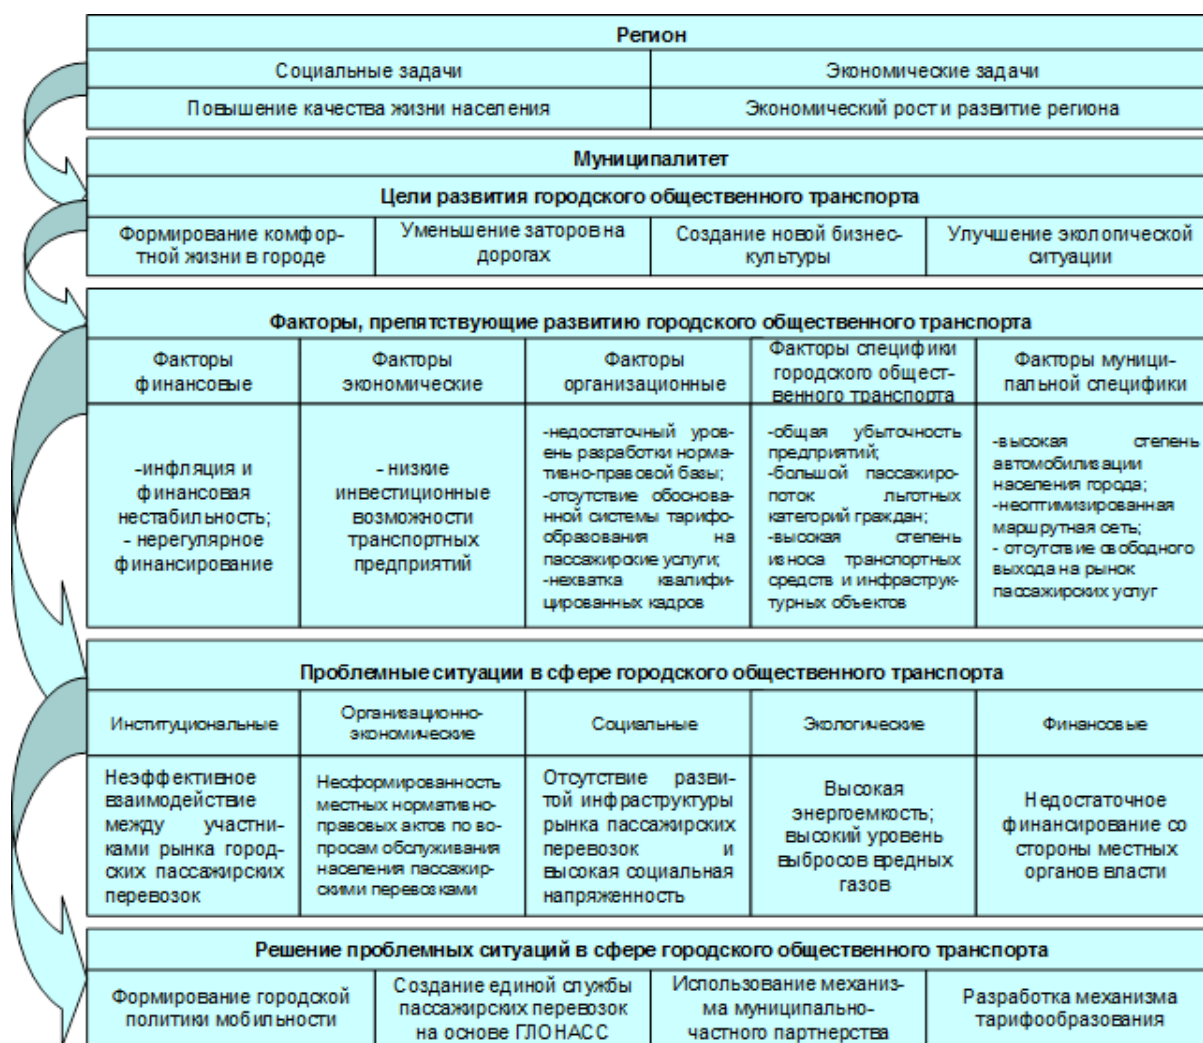 Регион
Социальные задачи
Экономические задачи
Повышение качества жизни населения
Экономический рост и развитие региона
Муниципалитет
Цели развития городского общественного транспорта
Формирование комфор-
тной жизни в городе
Уменьшение заторов на
дорогах
Создание новой бизнес-
культуры
Улучшение экологической
ситуации
Факторы, препятствующие развитию городского общественного транспорта
Факторы
финансовые
Факторы
экономические
Факторы
организационные
Факторы специфики
городского общест-
венного транспорта
Факторы муници-
пальной специфики
-инфляция и
финансовая
нестабильность;
- нерегулярное
финансирование
- низкие
инвестиционные
возможности
транспортных
предприятий
-недостаточный уров-
ень разработки норма-
тивно-правовой базы;
-отсутствие обоснова-
нной системы тарифо-
образования на
пассажирские услуги;
-нехватка квалифи-
цированных кадров
-общая убыточность
предприятий;
-большой пассажиро-
поток льготных
категорий граждан;
-высокая степень
износа транспортных
средств и инфраструк-
турных объектов
-высокая степень
автомобилизации
населения города;
-неоптимизированная
маршрутная сеть;
- отсутствие свободного
выхода на рынок
пассажирских услуг
Проблемные ситуации в сфере городского общественного транспорта
Институциональные
Организационно-
экономические
Социальные
Экологические
Финансовые
Неэффективное
взаимодействие
между участни-
ками рынка город-
ских пассажирских
перевозок
Несформированность
местных нормативно-
правовых актов по во-
просам обслуживания
населения пассажир-
скими перевозками
Отсутствие разви-
той инфраструктуры
рынка пассажирских
перевозок и
высокая социальная
напряженность
Высокая
энергоемкость;
высокий уровень
выбросов вредных
газов
Недостаточное
финансирование со
стороны местных
органов власти
Решение проблемных ситуаций в сфере городского общественного транспорта
Формирование городской
политики мобильности
Создание единой службы
пассажирских перевозок
на основе ГЛОНАСС
Использование механиз-
ма муниципально-
частного партнерства
Разработка механизма
тарифообразования